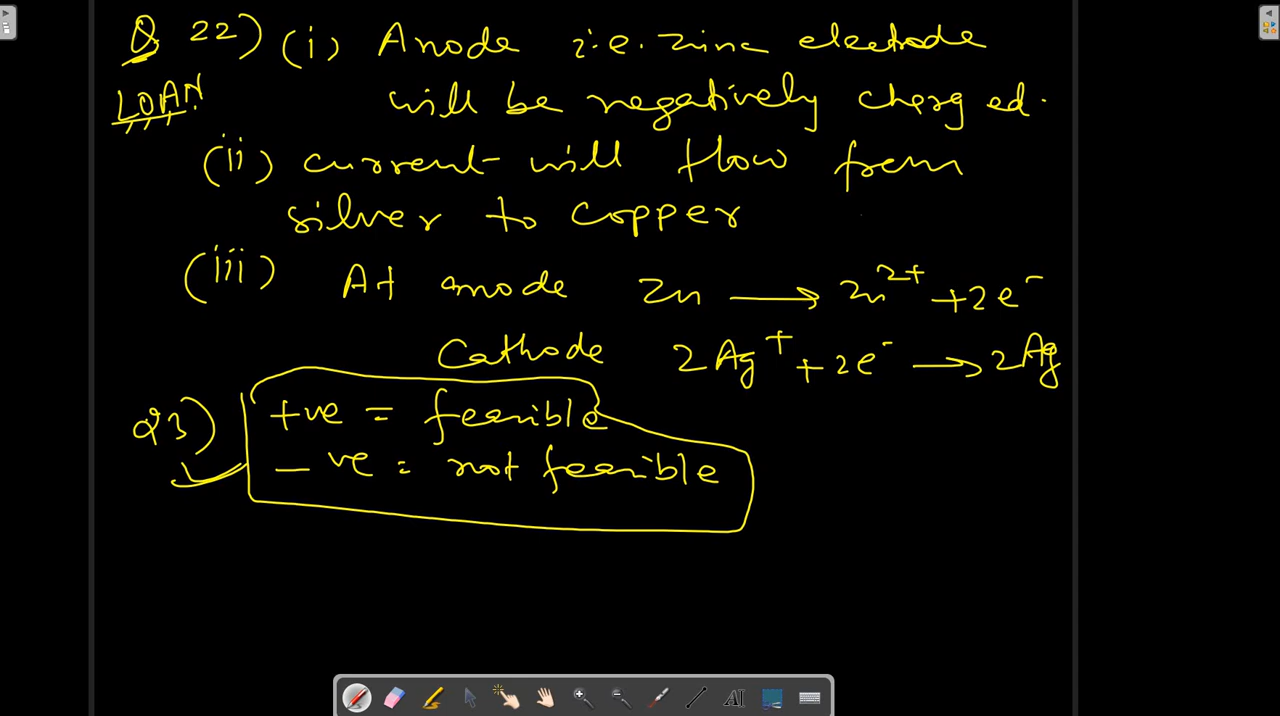 Q 22) (i) Anode i.e. Zinc electrode
LOAN will be negatively charged.
(ii) current will flow from
silver to copper
(iii) At anode Zn → Zn²⁺ + 2e⁻
Cathode 2Ag⁺ + 2e⁻ → 2Ag
Q3) +ve = feasible
- ve = not feasible
AI